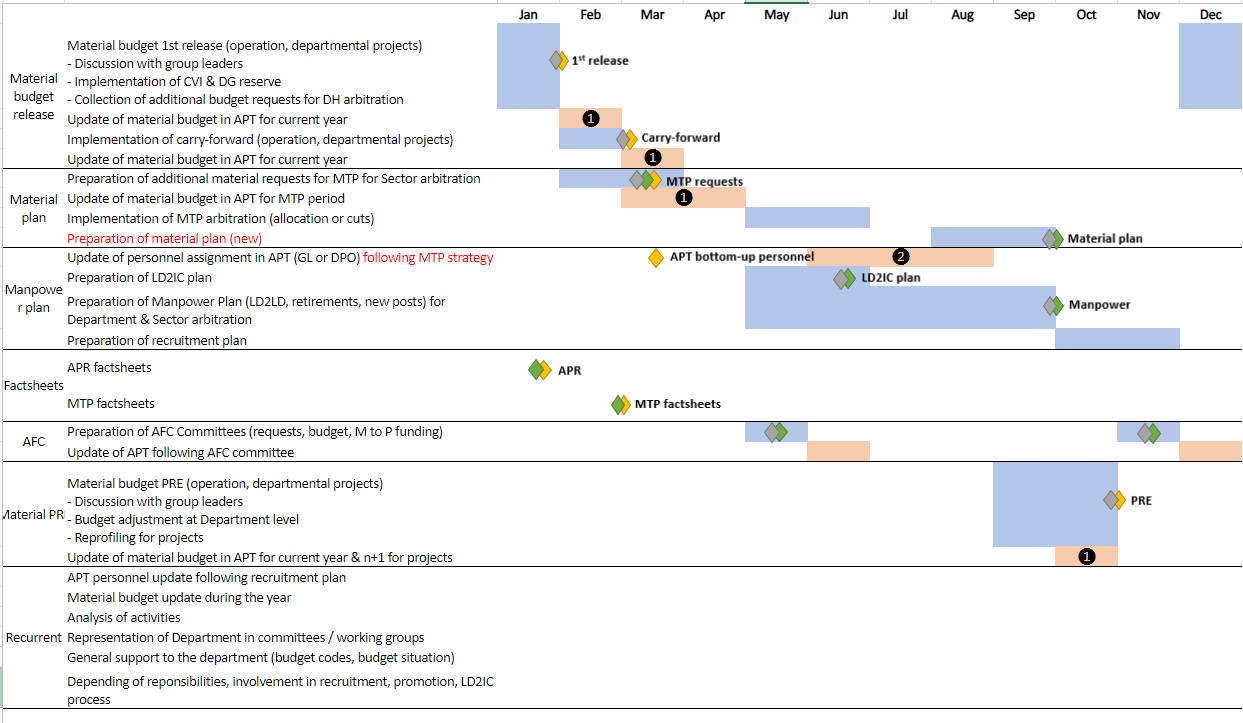 Jan Feb Mar Apr May Jun Jul Aug Sep Oct Nov Dec
Material budget release
Material budget 1st release (operation, departmental projects)
- Discussion with group leaders
- Implementation of CVI & DG reserve
- Collection of additional budget requests for DH arbitration
1st release
Update of material budget in APT for current year
1
Implementation of carry-forward (operation, departmental projects)
Carry-forward
Update of material budget in APT for current year
1
Material plan
Preparation of additional material requests for MTP for Sector arbitration
MTP requests
Update of material budget in APT for MTP period
1
Implementation of MTP arbitration (allocation or cuts)
Preparation of material plan (new)
Material plan
Manpowe
r plan
Update of personnel assignment in APT (GL or DPO) following MTP strategy
APT bottom-up personnel
2
Preparation of LD2IC plan
LD2IC plan
Preparation of Manpower Plan (LD2LD, retirements, new posts) for
Department & Sector arbitration
Manpower
Preparation of recruitment plan
Factsheets
APR factsheets
APR
MTP factsheets
MTP factsheets
AFC
Preparation of AFC Committees (requests, budget, M to P funding)
Update of APT following AFC committee
Material PR
Material budget PRE (operation, departmental projects)
- Discussion with group leaders
- Budget adjustment at Department level
- Reprofiling for projects
PRE
Update of material budget in APT for current year & n+1 for projects
1
Recurrent
APT personnel update following recruitment plan
Material budget update during the year
Analysis of activities
Representation of Department in committees / working groups
General support to the department (budget codes, budget situation)
Depending of reponsibilities, involvement in recruitment, promotion, LD2IC
process